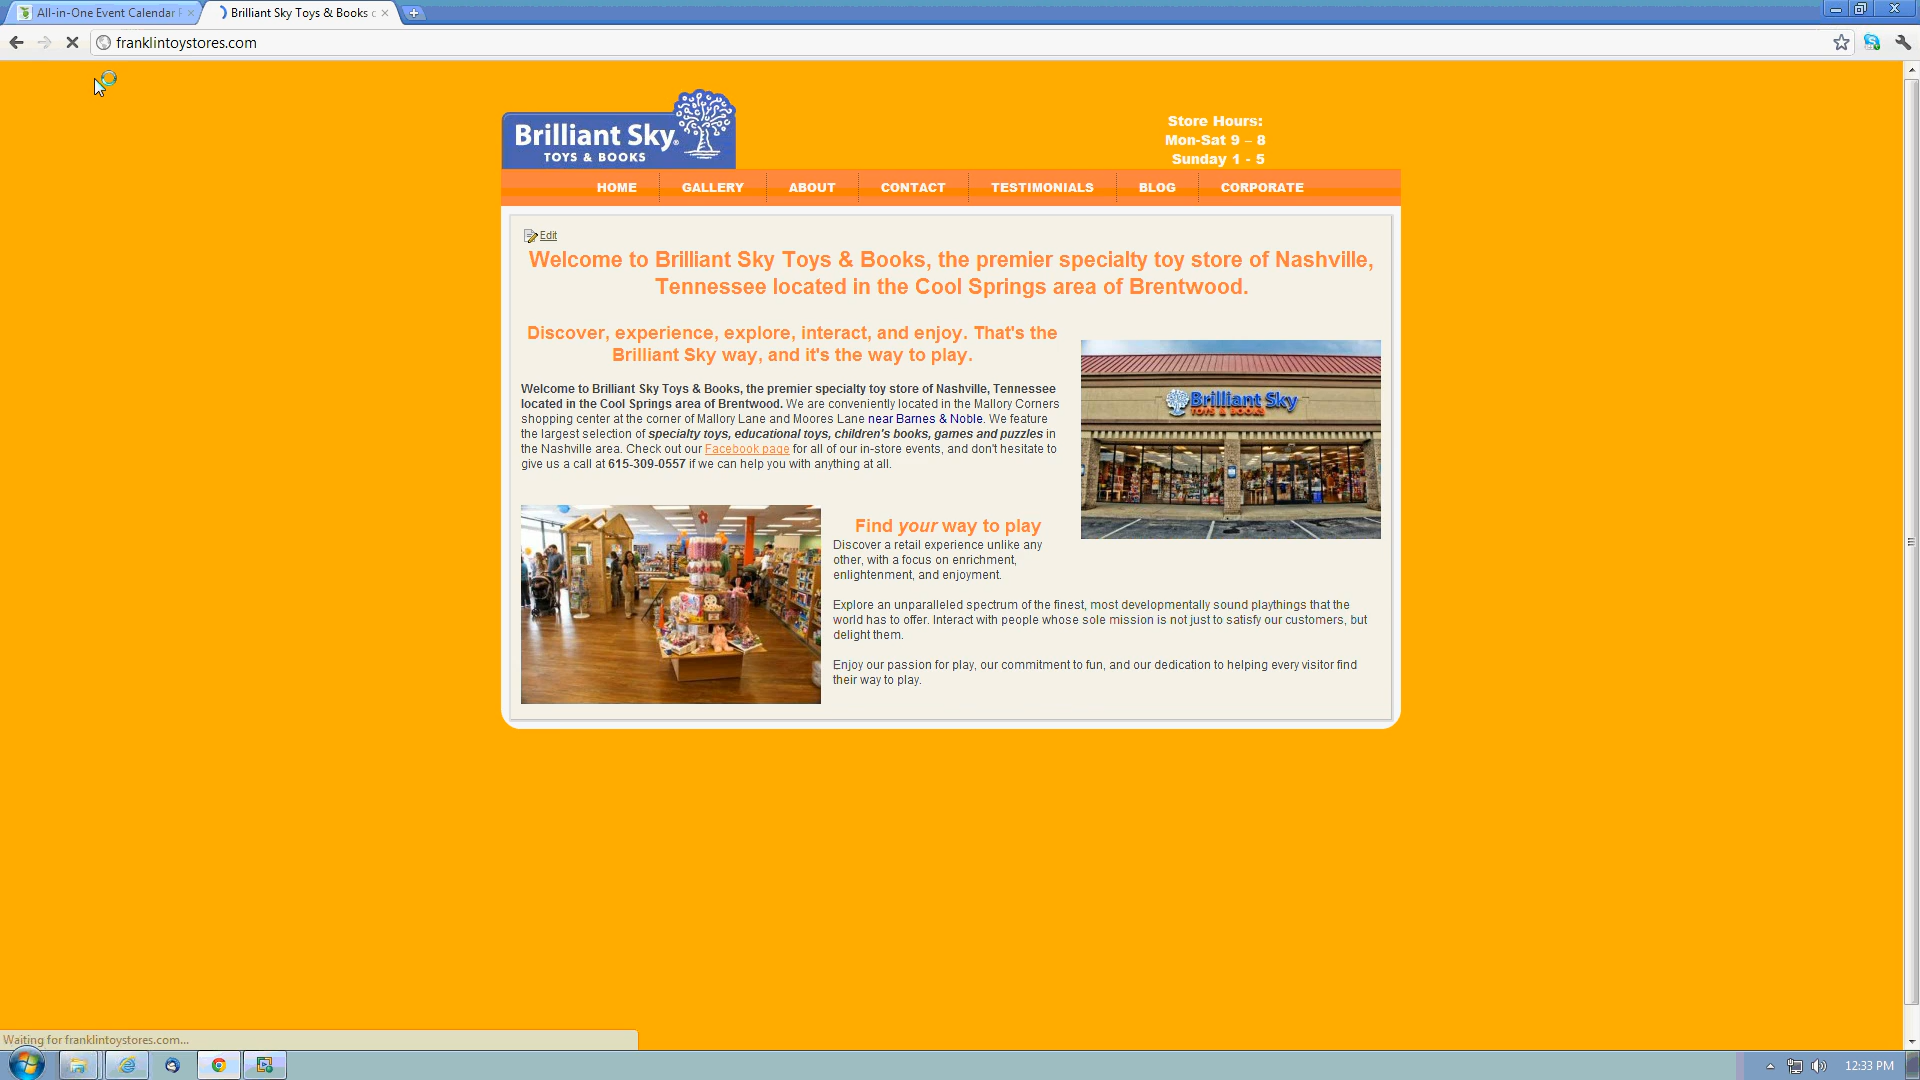 All-in-One Event Calendar
Brilliant Sky Toys & Books
franklintoystores.com
Brilliant Sky®
TOYS & BOOKS
Store Hours:
Mon-Sat 9 – 8
Sunday 1 - 5
HOME GALLERY ABOUT CONTACT TESTIMONIALS BLOG CORPORATE
Edit
Welcome to Brilliant Sky Toys & Books, the premier specialty toy store of Nashville,
Tennessee located in the Cool Springs area of Brentwood.
Discover, experience, explore, interact, and enjoy. That's the
Brilliant Sky way, and it's the way to play.
Welcome to Brilliant Sky Toys & Books, the premier specialty toy store of Nashville, Tennessee
located in the Cool Springs area of Brentwood. We are conveniently located in the Mallory Corners
shopping center at the corner of Mallory Lane and Moores Lane near Barnes & Noble. We feature
the largest selection of specialty toys, educational toys, children's books, games and puzzles in
the Nashville area. Check out our Facebook page for all of our in-store events, and don't hesitate to
give us a call at 615-309-0557 if we can help you with anything at all.
Brilliant Sky
TOYS & BOOKS
Find your way to play
Discover a retail experience unlike any
other, with a focus on enrichment,
enlightenment, and enjoyment.
Explore an unparalleled spectrum of the finest, most developmentally sound playthings that the
world has to offer. Interact with people whose sole mission is not just to satisfy our customers, but
delight them.
Enjoy our passion for play, our commitment to fun, and our dedication to helping every visitor find
their way to play.
Waiting for franklintoystores.com...
12:33 PM